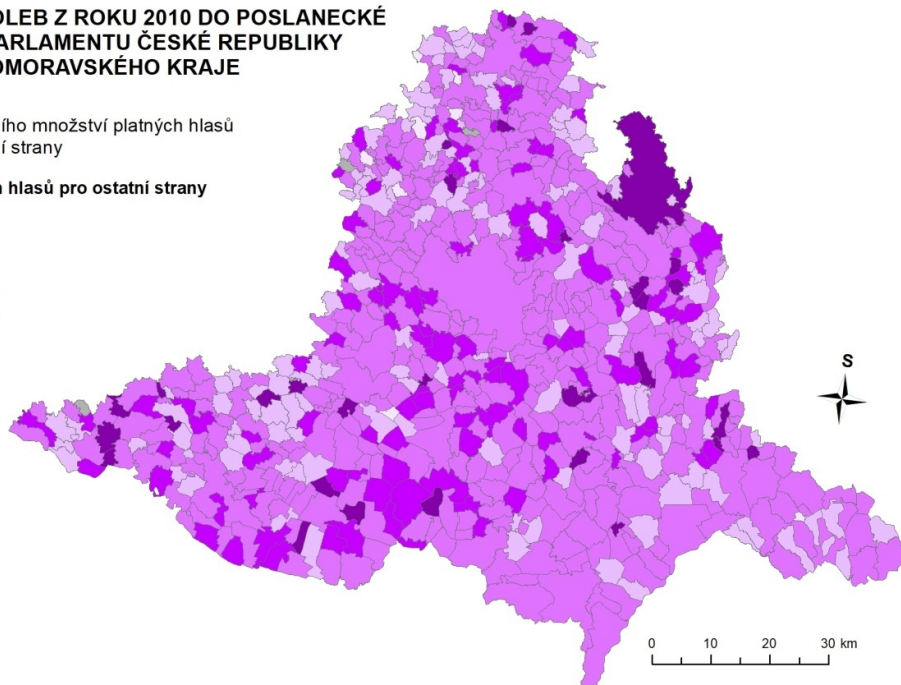 OLEB Z ROKU 2010 DO POSLANECKÉ
ARLAMENTU ČESKÉ REPUBLIKY
OMORAVSKÉHO KRAJE
ího množství platných hlasů
í strany
hlasů pro ostatní strany
S
0 10 20 30 km